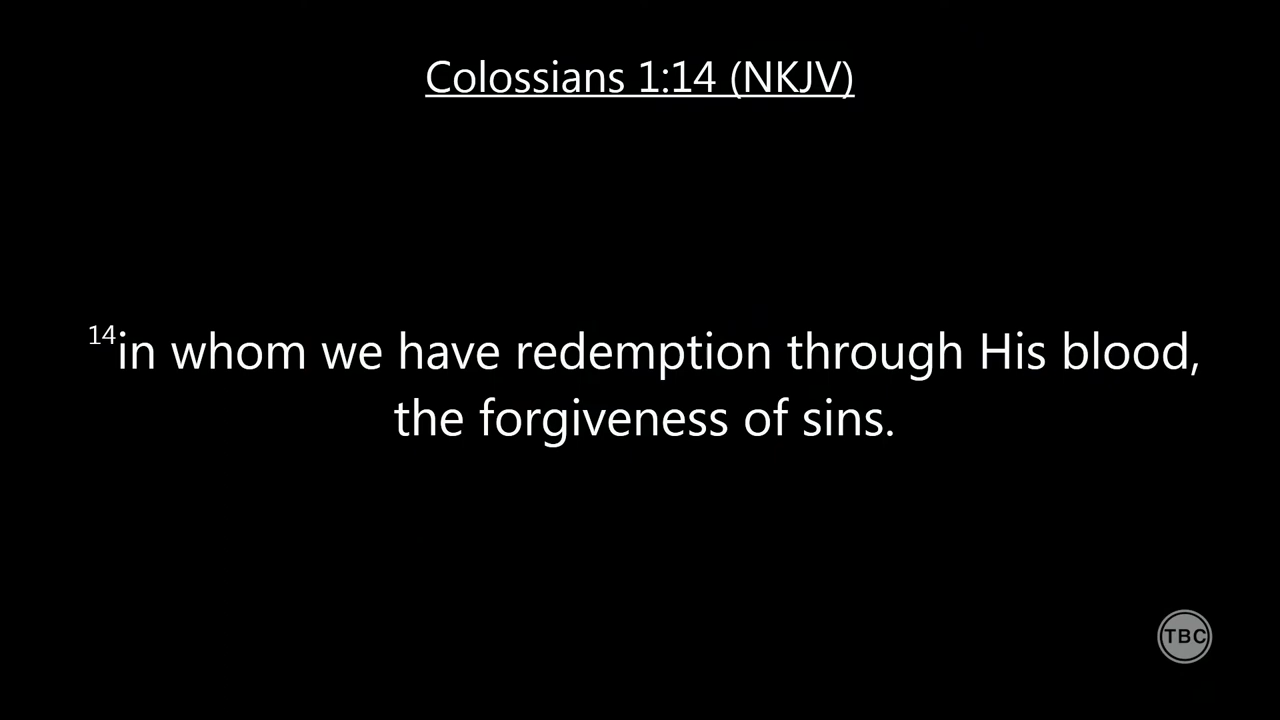 Colossians 1:14 (NKJV)
14in whom we have redemption through His blood,
the forgiveness of sins.
TBC